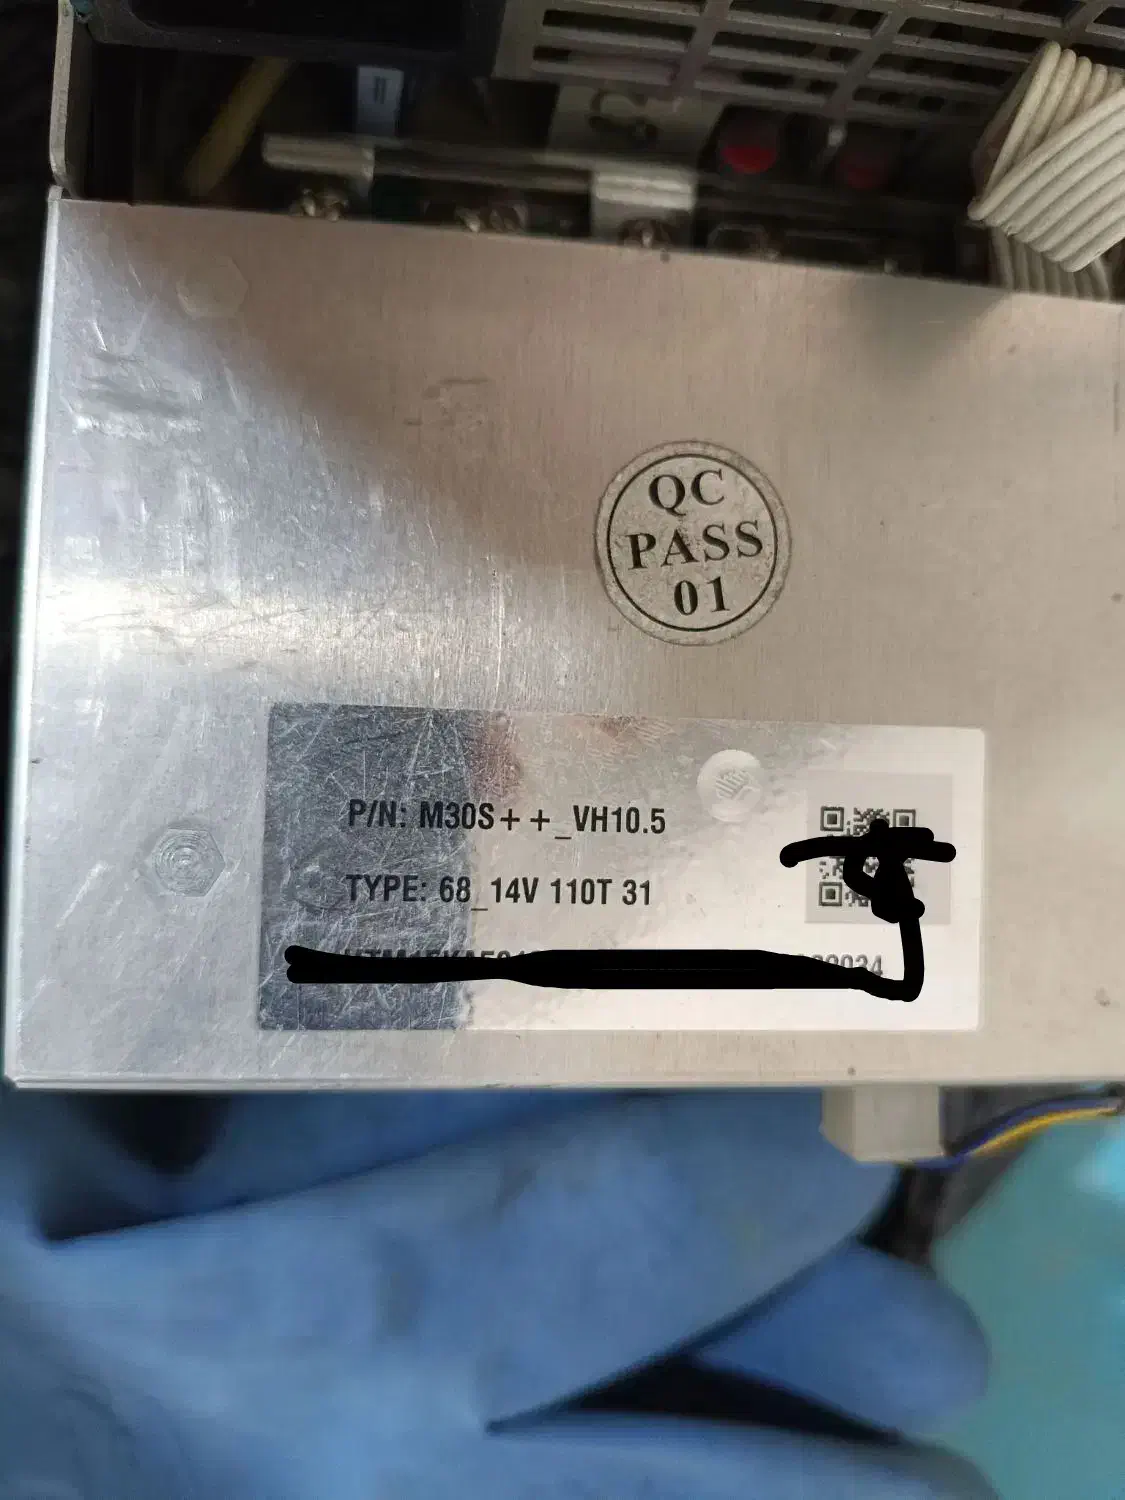 QC
PASS
01
P/N: M30S++_VH10.5
TYPE: 68_14V 110T 31